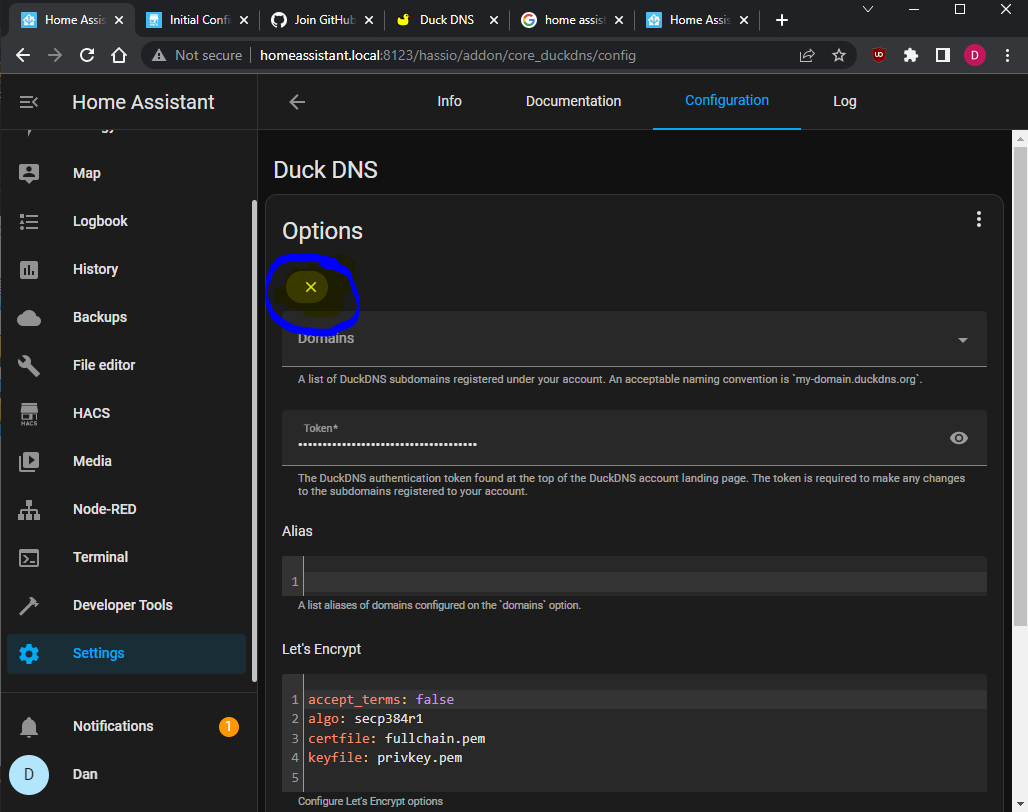 Home Assis
Initial Confi
Join GitHub
Duck DNS
home assist
Home Assis
Not secure
homeassistant.local:8123/hassio/addon/core_duckdns/config
UD
D
Home Assistant
Info
Documentation
Configuration
Log
Map
Logbook
History
Backups
File editor
HACS
HACS
Media
Node-RED
Terminal
Developer Tools
Settings
Notifications
1
D
Dan
Duck DNS
Options
Domains
A list of DuckDNS subdomains registered under your account. An acceptable naming convention is `my-domain.duckdns.org`.
Token*
The DuckDNS authentication token found at the top of the DuckDNS account landing page. The token is required to make any changes
to the subdomains registered to your account.
Alias
1
A list aliases of domains configured on the `domains` option.
Let's Encrypt
1 accept_terms: false
2 algo: secp384r1
3 certfile: fullchain.pem
4 keyfile: privkey.pem
5
Configure Let's Encrypt options